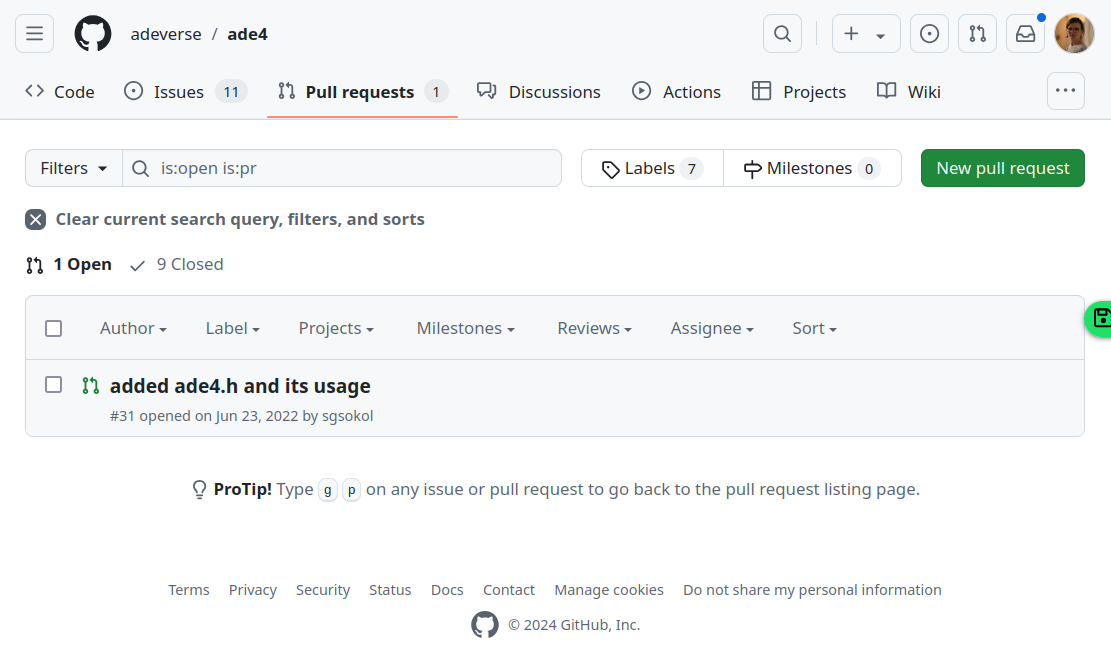 adeverse / ade4
Code Issues 11 Pull requests 1 Discussions Actions Projects Wiki
Filters is:open is:pr Labels 7 Milestones 0 New pull request
Clear current search query, filters, and sorts
1 Open 9 Closed
Author Label Projects Milestones Reviews Assignee Sort
added ade4.h and its usage
#31 opened on Jun 23, 2022 by sgsokol
ProTip! Type g p on any issue or pull request to go back to the pull request listing page.
Terms Privacy Security Status Docs Contact Manage cookies Do not share my personal information
© 2024 GitHub, Inc.